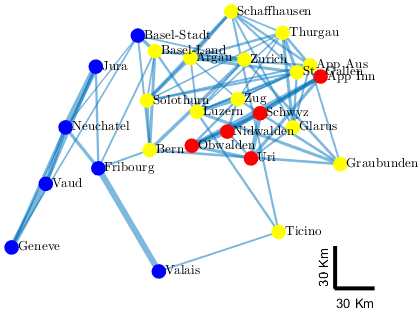 Schaffhausen
Thurgau
Basel-Stadt
Basel-Land
Argau
Zurich
App Aus
St. Gallen
App Inn
Jura
Solothurn
Zug
Luzern
Schwyz
Glarus
Neuchatel
Nidwalden
Obwalden
Bern
Uri
Fribourg
Graubunden
Vaud
Ticino
Geneve
Valais
30 Km
30 Km